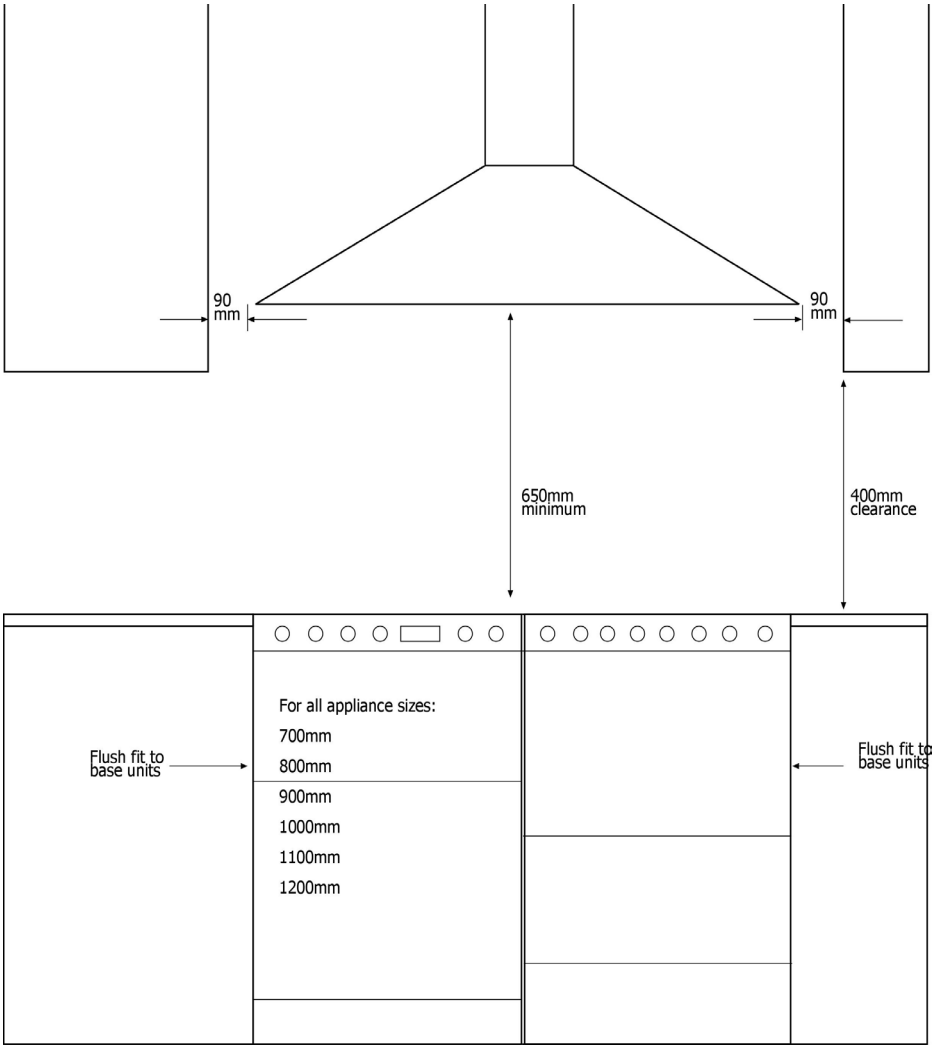 90
mm
90
mm
650mm
minimum
400mm
clearance
For all appliance sizes:
700mm
800mm
900mm
1000mm
1100mm
1200mm
Flush fit to
base units
Flush fit to
base units